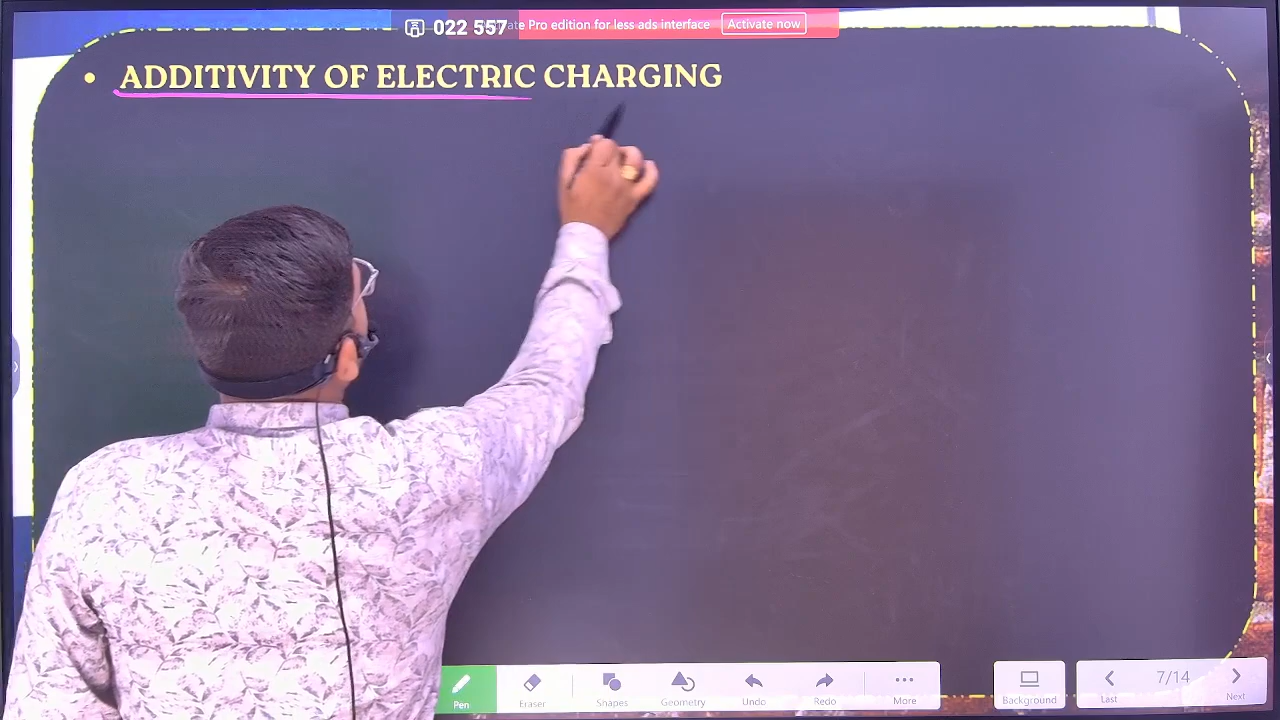 022 557
ate Pro edition for less ads interface
Activate now
• ADDITIVITY OF ELECTRIC CHARGING
Pen
Eraser
Shapes
Geometry
Undo
Redo
More
Background
Last
7/14
Next